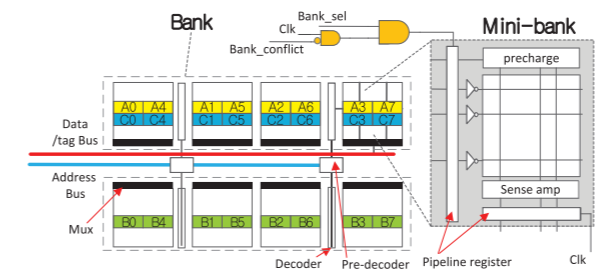 Bank_sel
Bank
Clk
Mini-bank
Bank_conflict
precharge
A0 A4 A1 A5 A2 A6 A3 A7
C0 C4 C1 C5 C2 C6 C3 C7
Data
/tag Bus
Address
Bus
Sense amp
B0 B4 B1 B5 B2 B6 B3 B7
Mux
Decoder
Pre-decoder
Pipeline register
Clk